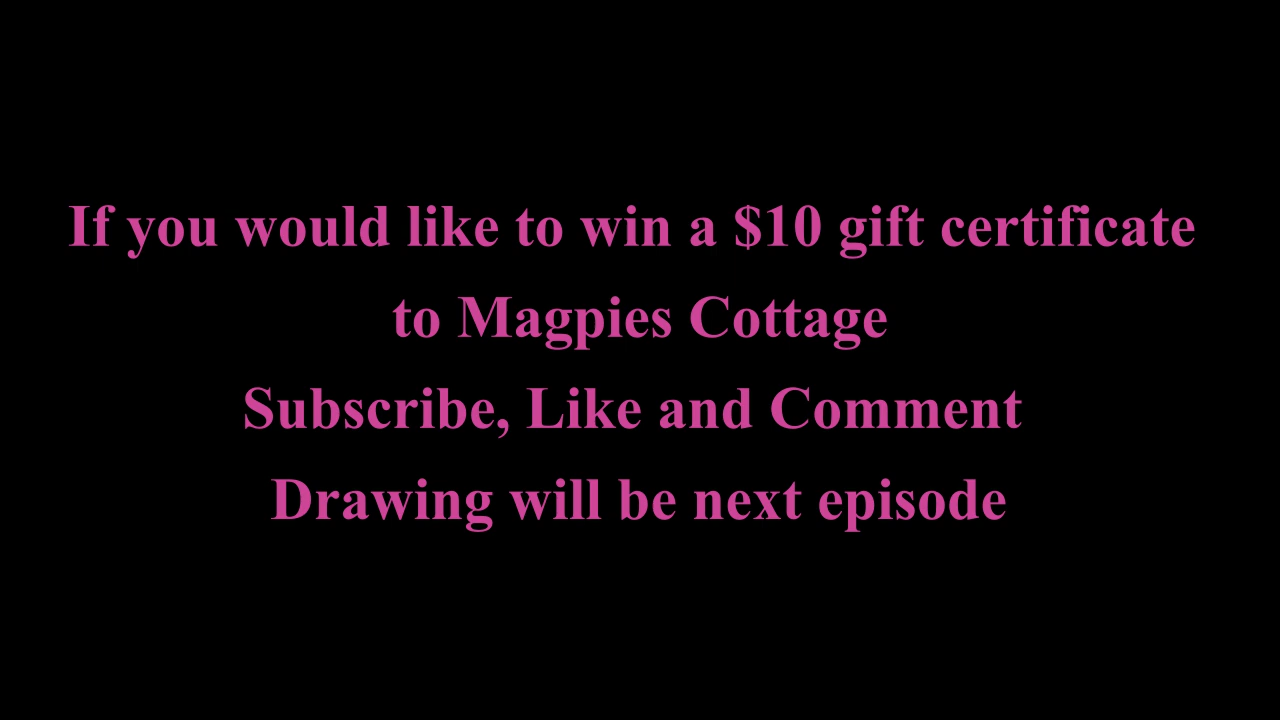 If you would like to win a $10 gift certificate
to Magpies Cottage
Subscribe, Like and Comment
Drawing will be next episode